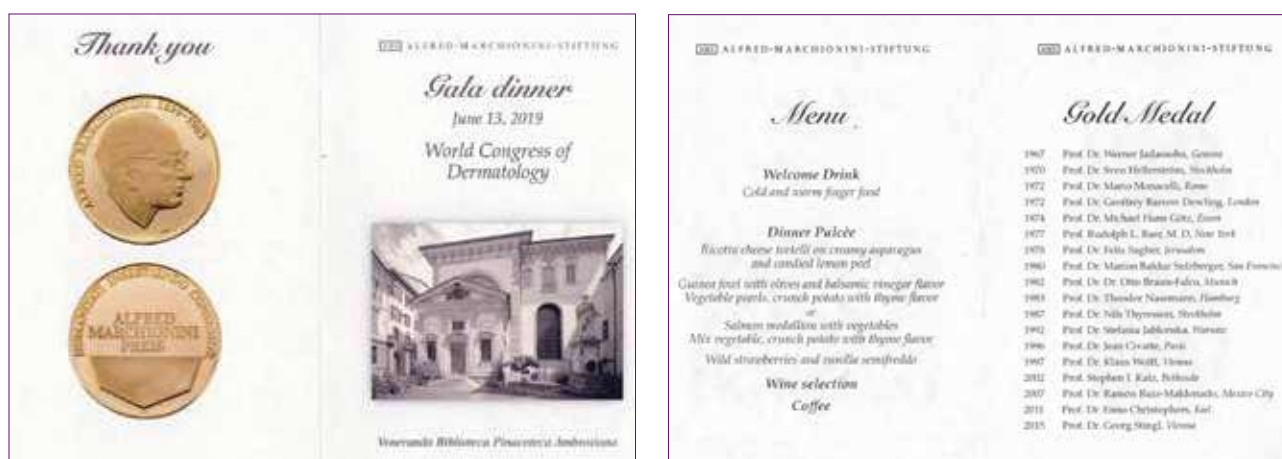 Thank you
ALFRED MARCHIONINI 1899-1965
ALFRED
MARCHIONINI
PREIS
ALFRED-MARCHIONINI-STIFTUNG
Gala dinner
June 13, 2019
World Congress of
Dermatology
Veneranda Biblioteca Pinacoteca Ambrosiana
ALFRED-MARCHIONINI-STIFTUNG
Menu
Welcome Drink
Cold and warm finger food
Dinner Palcée
Ricotta cheese tortelli on creamy asparagus
and candied lemon peel
Guinea fowl with olives and balsamic vinegar flavor
Vegetable pearls, crunch potato with thyme flavor
or
Salmon medallion with vegetables
Mix vegetable, crunch potato with thyme flavor
Wild strawberries and vanilla semifreddo
Wine selection
Coffee
ALFRED-MARCHIONINI-STIFTUNG
Gold Medal
1967 Prof. Dr. Werner Jadassohn, Geneva
1970 Prof. Dr. Sven Hellerström, Stockholm
1972 Prof. Dr. Mario Monacelli, Rome
1972 Prof. Dr. Geoffrey Barrow Dowling, London
1974 Prof. Dr. Michael Hans Götz, Essen
1977 Prof. Rudolph L. Baer, M. D, New York
1978 Prof. Dr. Felix Sagher, Jerusalem
1980 Prof. Dr. Marion Baldur Sulzberger, San Francisco
1982 Prof. Dr. Dr. Otto Braun-Falco, Munich
1983 Prof. Dr. Theodor Nasemann, Hamburg
1987 Prof. Dr. Nils Thyresson, Stockholm
1992 Prof. Dr. Stefania Jablonska, Warsaw
1996 Prof. Dr. Jean Civatte, Paris
1997 Prof. Dr. Klaus Wolff, Vienna
2002 Prof. Stephen I. Katz, Bethesda
2007 Prof. Dr. Ramon Ruiz-Maldonado, Mexico City
2011 Prof. Dr. Enno Christophers, Kiel
2015 Prof. Dr. Georg Stingl, Vienna